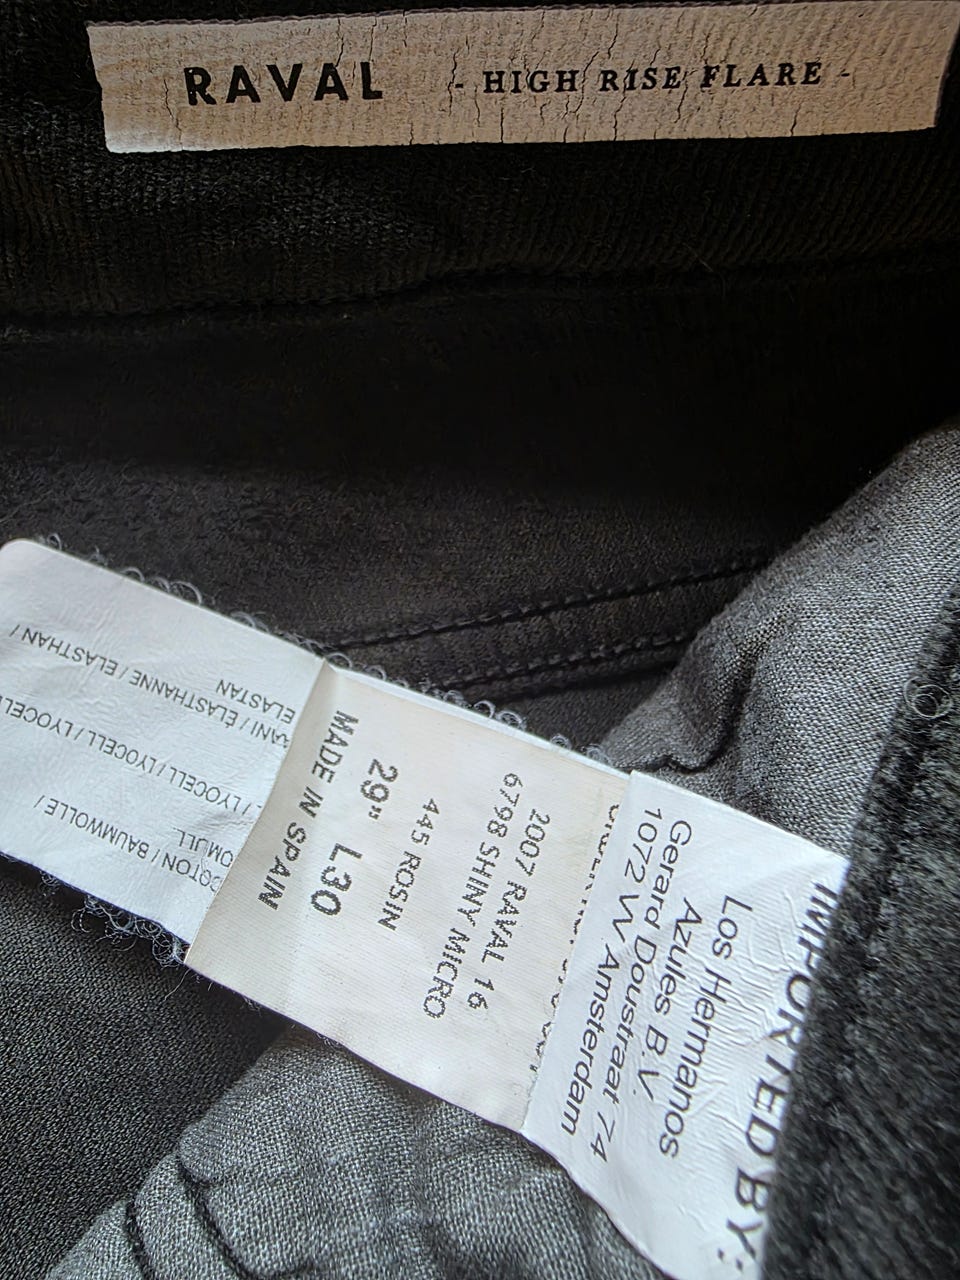 RAVAL - HIGH RISE FLARE -
IMPORTED BY:
Los Hermanos
Azules B.V.
Gerard Doustraat 74
1072 VV Amsterdam
2007 RAVAL 16
6798 SHINY MICRO
445 ROSIN
29" L30
MADE IN SPAIN
COTON / BAUMWOLLE /
/ LYOCELL / LYOCELL / LYOCELL
/ ELASTHANNE / ELASTHAN /
ELASTAN